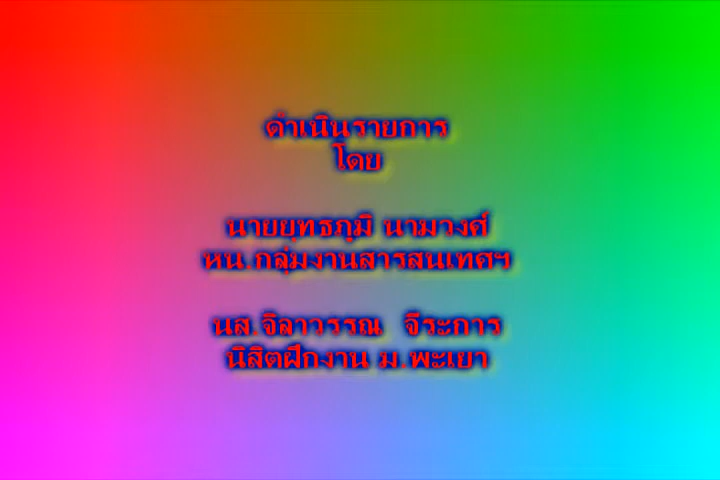 ดำเนินรายการ
โดย
นายยุทธภูมิ นามวงศ์
หน.กลุ่มงานสารสนเทศฯ
นส.จิลาวรรณ จีระการ
นิสิตฝึกงาน ม.พะเยา